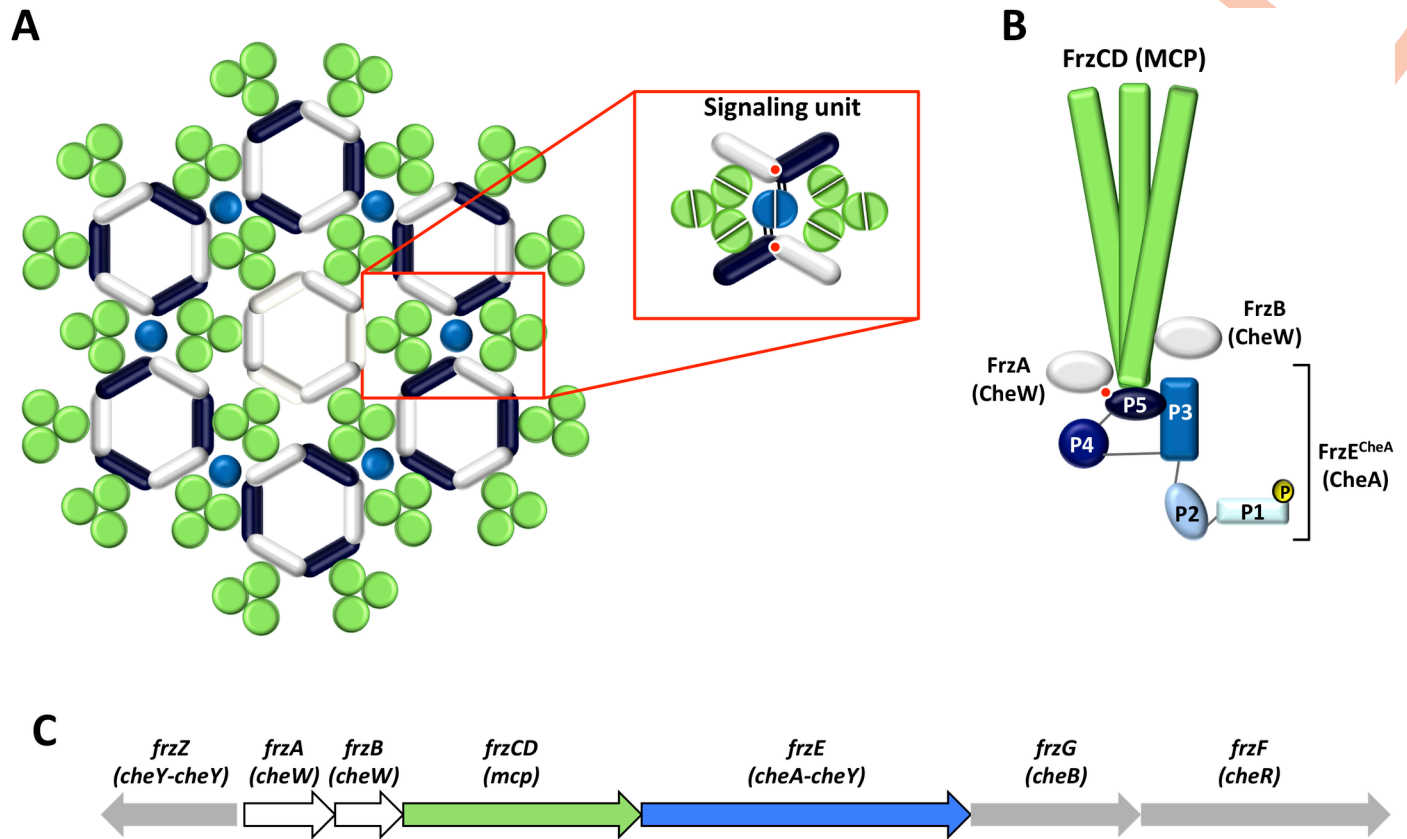 A
Signaling unit
B
FrzCD (MCP)
FrzB
(CheW)
FrzA
(CheW)
P5
P3
P4
FrzE^CheA
(CheA)
P
P2
P1
C
frzZ
(cheY-cheY)
frzA
(cheW)
frzB
(cheW)
frzCD
(mcp)
frzE
(cheA-cheY)
frzG
(cheB)
frzF
(cheR)